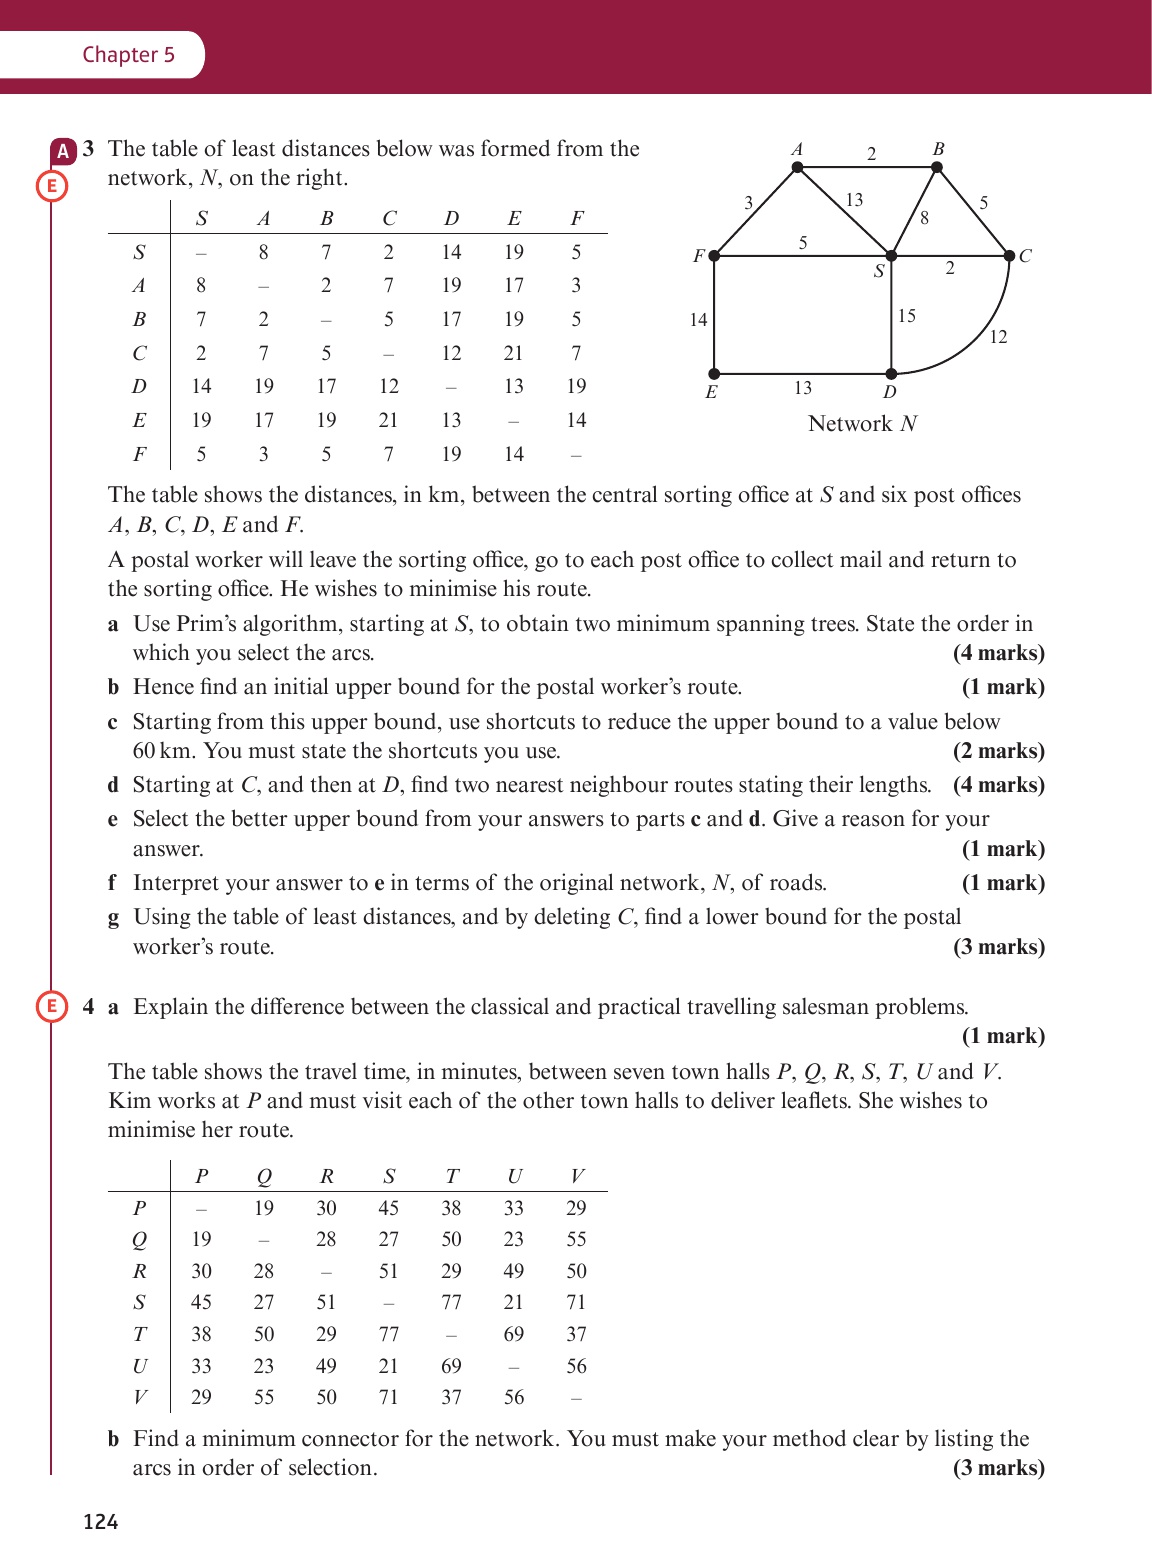 Chapter 5
A
E
3 The table of least distances below was formed from the
network, N, on the right.
S A B C D E F
S – 8 7 2 14 19 5
A 8 – 2 7 19 17 3
B 7 2 – 5 17 19 5
C 2 7 5 – 12 21 7
D 14 19 17 12 – 13 19
E 19 17 19 21 13 – 14
F 5 3 5 7 19 14 –
A 2 B
3 13 8 5
F 5 S 2 C
14 15 12
E 13 D
Network N
The table shows the distances, in km, between the central sorting office at S and six post offices
A, B, C, D, E and F.
A postal worker will leave the sorting office, go to each post office to collect mail and return to
the sorting office. He wishes to minimise his route.
a Use Prim's algorithm, starting at S, to obtain two minimum spanning trees. State the order in
which you select the arcs. (4 marks)
b Hence find an initial upper bound for the postal worker's route. (1 mark)
c Starting from this upper bound, use shortcuts to reduce the upper bound to a value below
60 km. You must state the shortcuts you use. (2 marks)
d Starting at C, and then at D, find two nearest neighbour routes stating their lengths. (4 marks)
e Select the better upper bound from your answers to parts c and d. Give a reason for your
answer. (1 mark)
f Interpret your answer to e in terms of the original network, N, of roads. (1 mark)
g Using the table of least distances, and by deleting C, find a lower bound for the postal
worker's route. (3 marks)
E
4 a Explain the difference between the classical and practical travelling salesman problems.
(1 mark)
The table shows the travel time, in minutes, between seven town halls P, Q, R, S, T, U and V.
Kim works at P and must visit each of the other town halls to deliver leaflets. She wishes to
minimise her route.
P Q R S T U V
P – 19 30 45 38 33 29
Q 19 – 28 27 50 23 55
R 30 28 – 51 29 49 50
S 45 27 51 – 77 21 71
T 38 50 29 77 – 69 37
U 33 23 49 21 69 – 56
V 29 55 50 71 37 56 –
b Find a minimum connector for the network. You must make your method clear by listing the
arcs in order of selection. (3 marks)
124